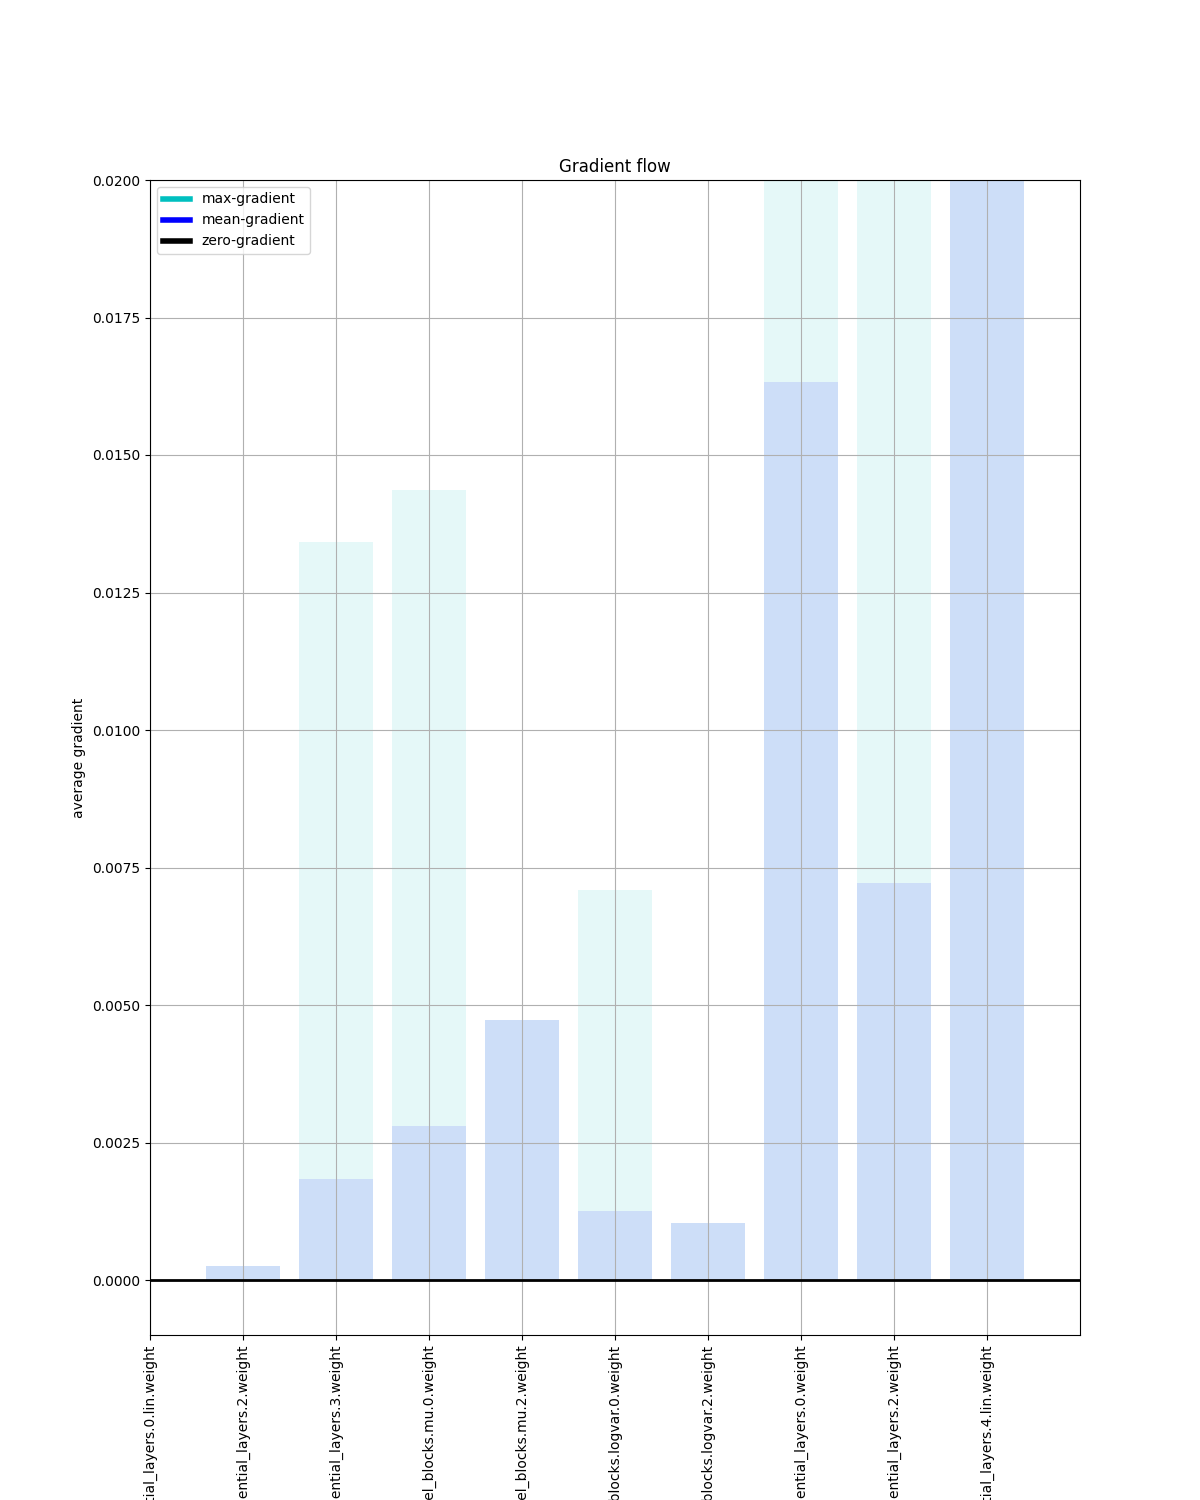 Gradient flow
max-gradient
mean-gradient
zero-gradient
0.0200
0.0175
0.0150
0.0125
0.0100
0.0075
0.0050
0.0025
0.0000
average gradient
tial_layers.0.lin.weight
ential_layers.2.weight
ential_layers.3.weight
el_blocks.mu.0.weight
el_blocks.mu.2.weight
blocks.logvar.0.weight
blocks.logvar.2.weight
ential_layers.0.weight
ential_layers.2.weight
tial_layers.4.lin.weight